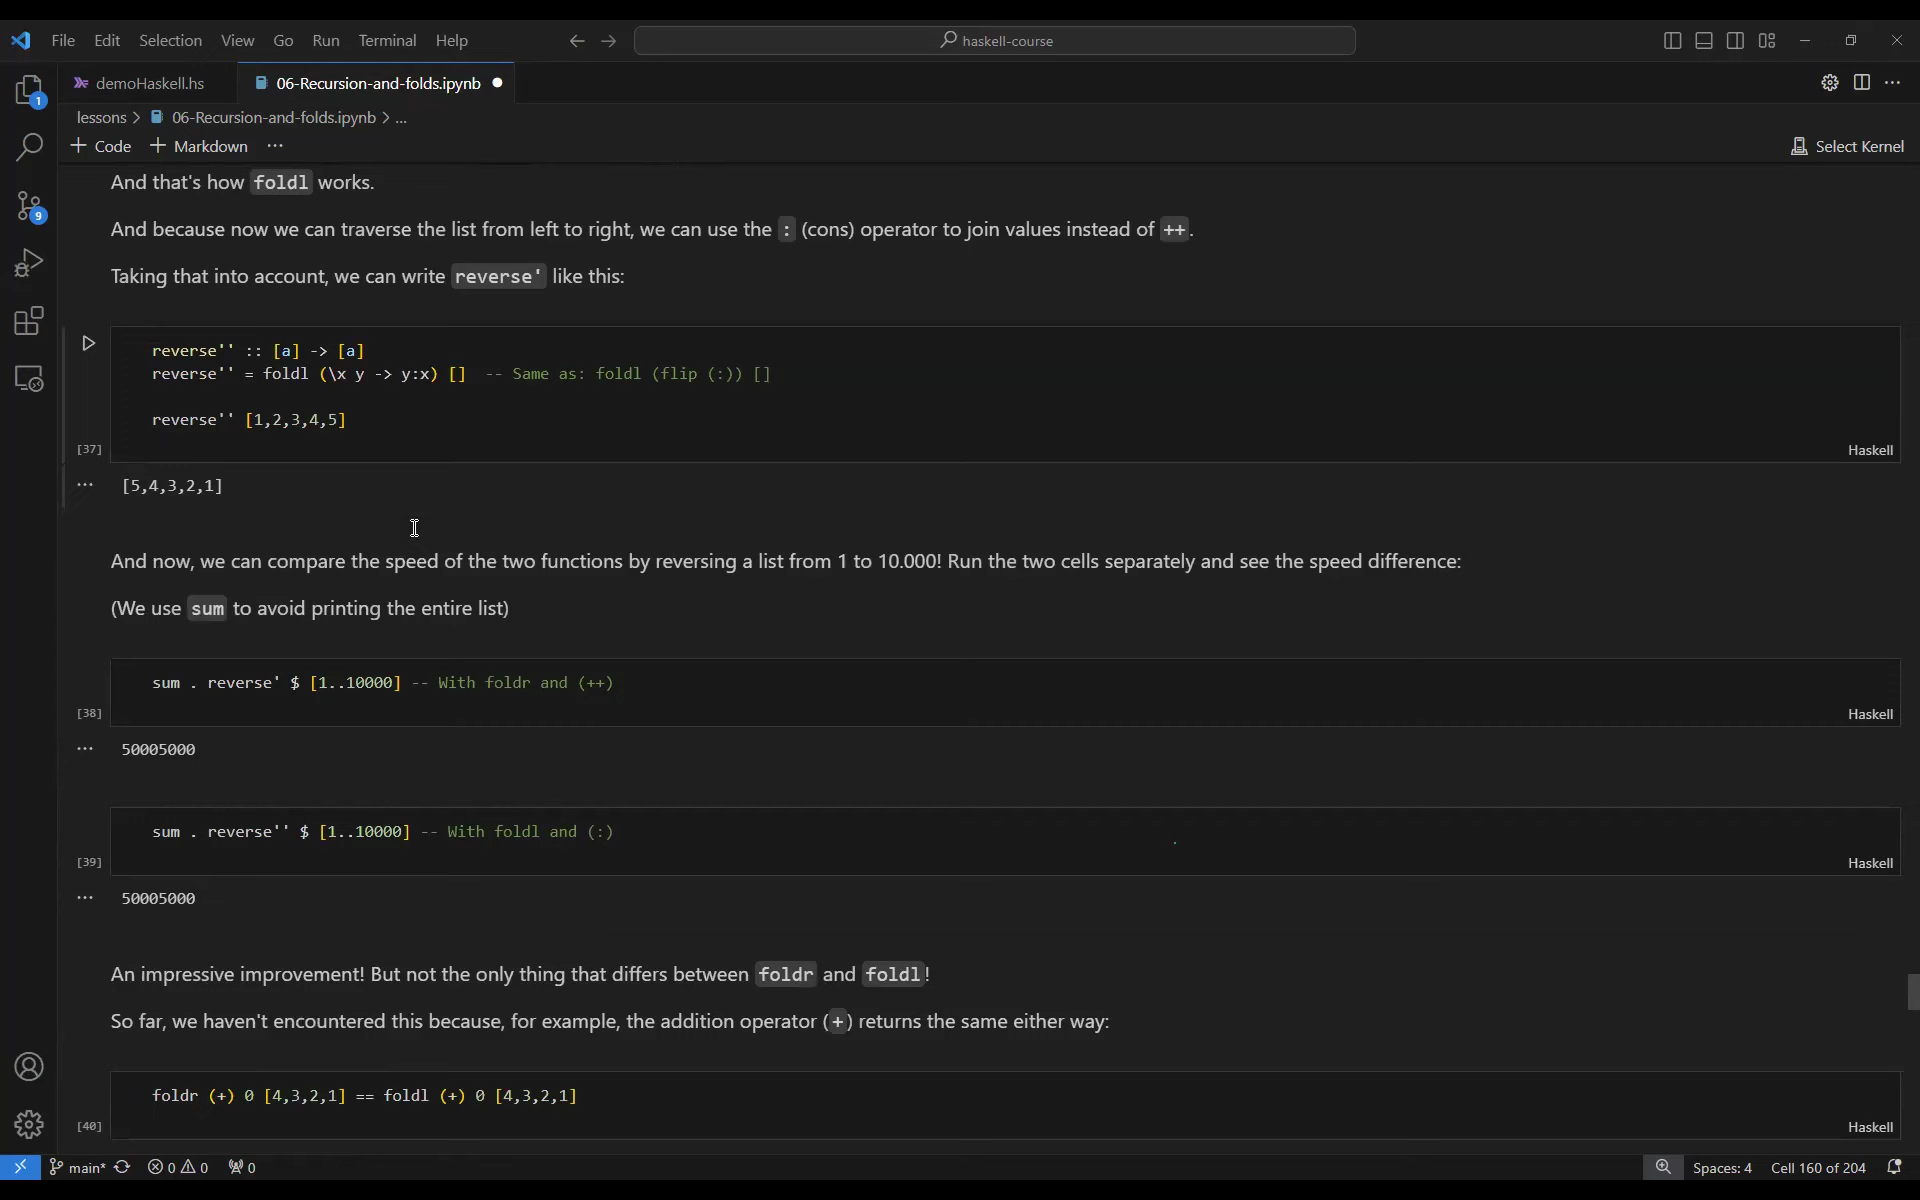 File Edit Selection View Go Run Terminal Help haskell-course
demoHaskell.hs 06-Recursion-and-folds.ipynb
lessons > 06-Recursion-and-folds.ipynb > ...
+ Code + Markdown ... Select Kernel
And that's how foldl works.
And because now we can traverse the list from left to right, we can use the : (cons) operator to join values instead of ++.
Taking that into account, we can write reverse' like this:
reverse'' :: [a] -> [a]
reverse'' = foldl (\x y -> y:x) [] -- Same as: foldl (flip (:)) []
reverse'' [1,2,3,4,5]
[37] Haskell
... [5,4,3,2,1]
And now, we can compare the speed of the two functions by reversing a list from 1 to 10.000! Run the two cells separately and see the speed difference:
(We use sum to avoid printing the entire list)
sum . reverse' $ [1..10000] -- With foldr and (++)
[38] Haskell
... 50005000
sum . reverse'' $ [1..10000] -- With foldl and (:)
[39] Haskell
... 50005000
An impressive improvement! But not the only thing that differs between foldr and foldl!
So far, we haven't encountered this because, for example, the addition operator (+) returns the same either way:
foldr (+) 0 [4,3,2,1] == foldl (+) 0 [4,3,2,1]
[40] Haskell
main* 0 0 0 Spaces: 4 Cell 160 of 204
1
9